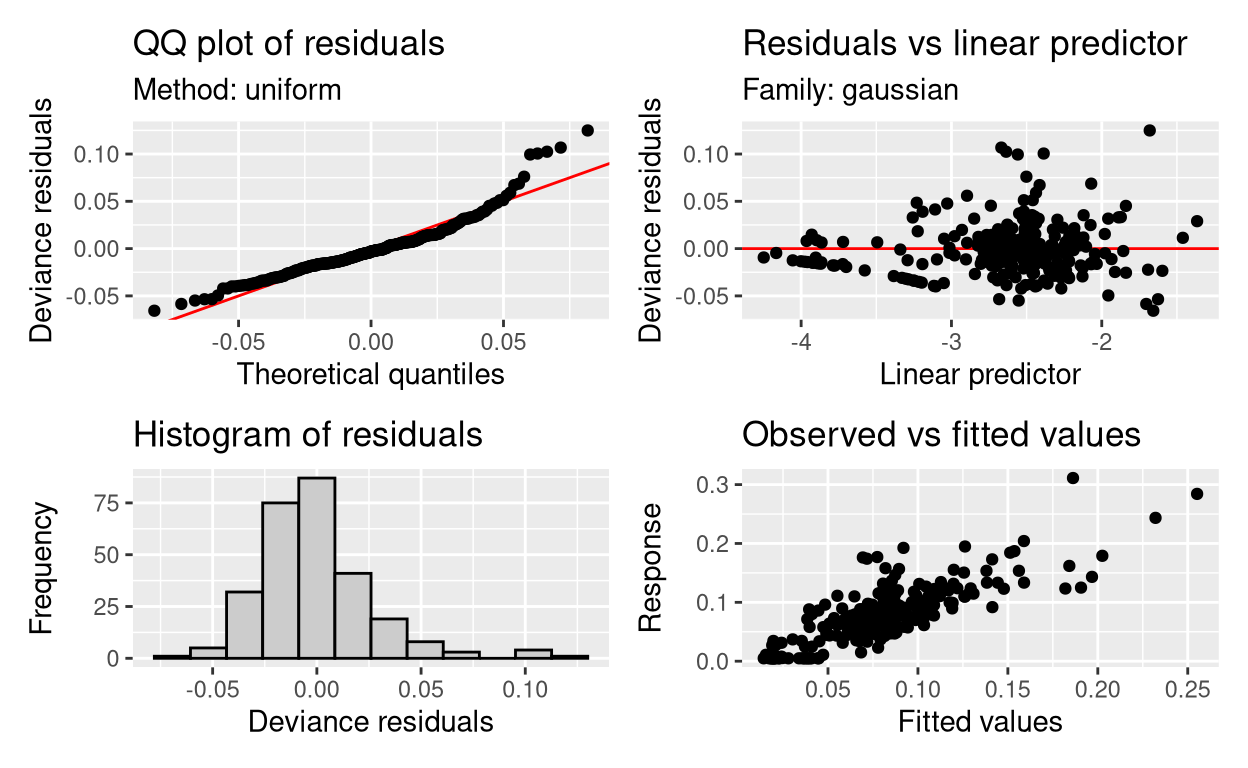 QQ plot of residuals
Method: uniform
Deviance residuals
0.10
0.05
0.00
-0.05
-0.05
0.00
0.05
Theoretical quantiles
Residuals vs linear predictor
Family: gaussian
Deviance residuals
0.10
0.05
0.00
-0.05
-4
-3
-2
Linear predictor
Histogram of residuals
Frequency
75
50
25
0
-0.05
0.00
0.05
0.10
Deviance residuals
Observed vs fitted values
Response
0.3
0.2
0.1
0.0
0.05
0.10
0.15
0.20
0.25
Fitted values